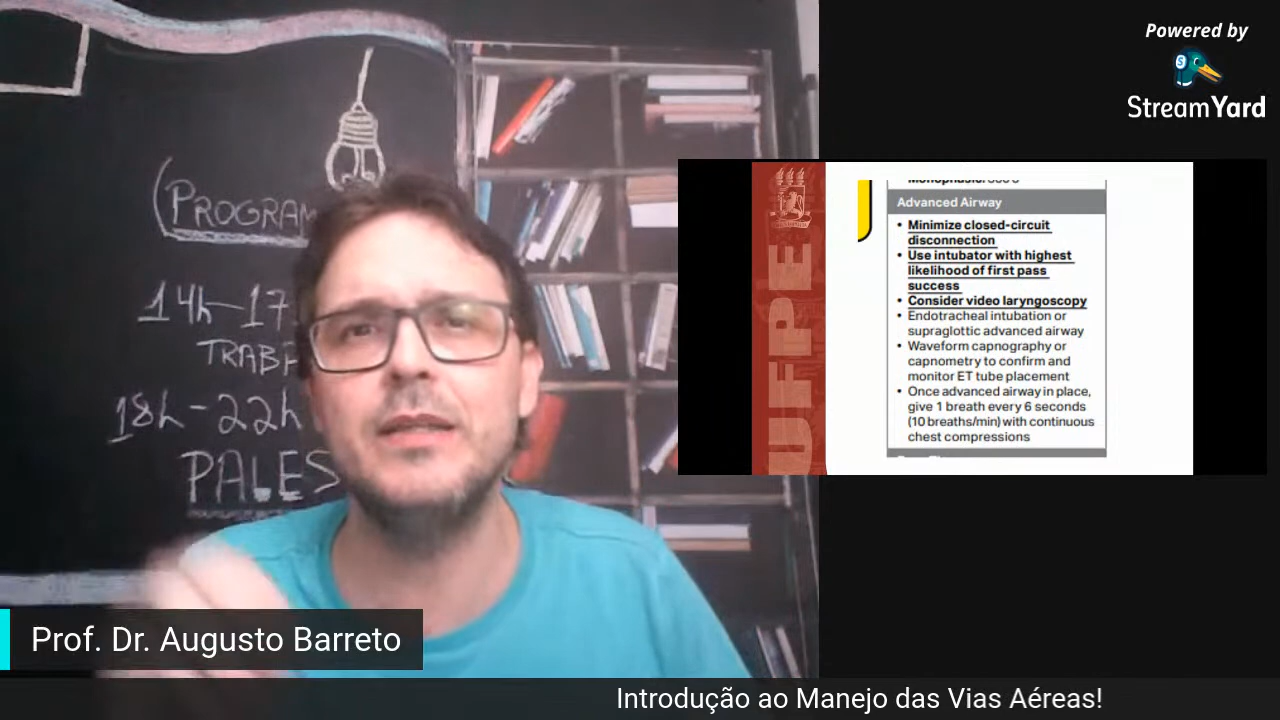 (PROGRAM
14h-17
TRABA
18h-22h
PALES
Prof. Dr. Augusto Barreto
Introdução ao Manejo das Vias Aéreas!
Powered by
StreamYard
UFPE
Advanced Airway
• Minimize closed-circuit
disconnection
• Use intubator with highest
likelihood of first pass
success
• Consider video laryngoscopy
• Endotracheal intubation or
supraglottic advanced airway
• Waveform capnography or
capnometry to confirm and
monitor ET tube placement
• Once advanced airway in place,
give 1 breath every 6 seconds
(10 breaths/min) with continuous
chest compressions